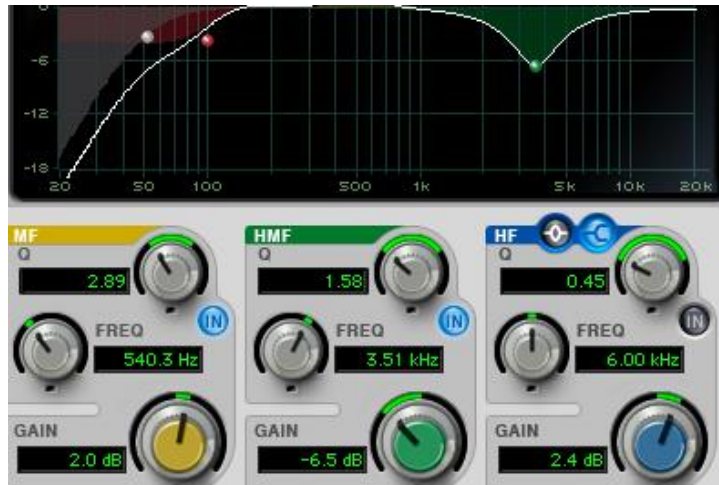 0
-6
-12
-18
20 50 100 500 1k 5k 10k 20k
MF HMF HF
Q Q Q
2.89 1.58 0.45
IN IN IN
FREQ FREQ FREQ
540.3 Hz 3.51 kHz 6.00 kHz
GAIN GAIN GAIN
2.0 dB -6.5 dB 2.4 dB